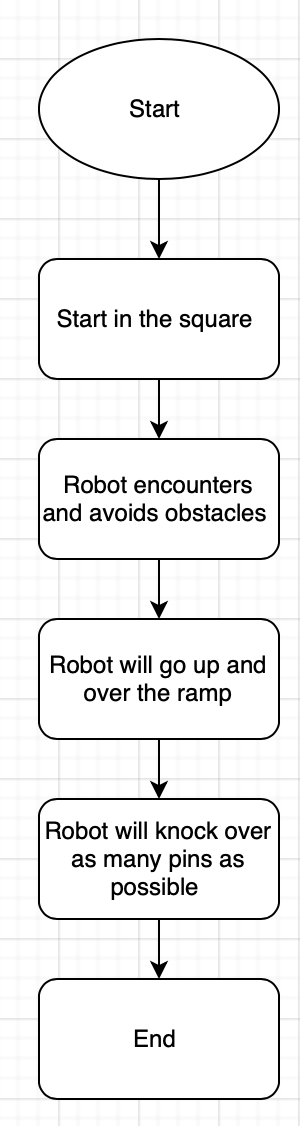 Start
Start in the square
Robot encounters
and avoids obstacles
Robot will go up and
over the ramp
Robot will knock over
as many pins as
possible
End